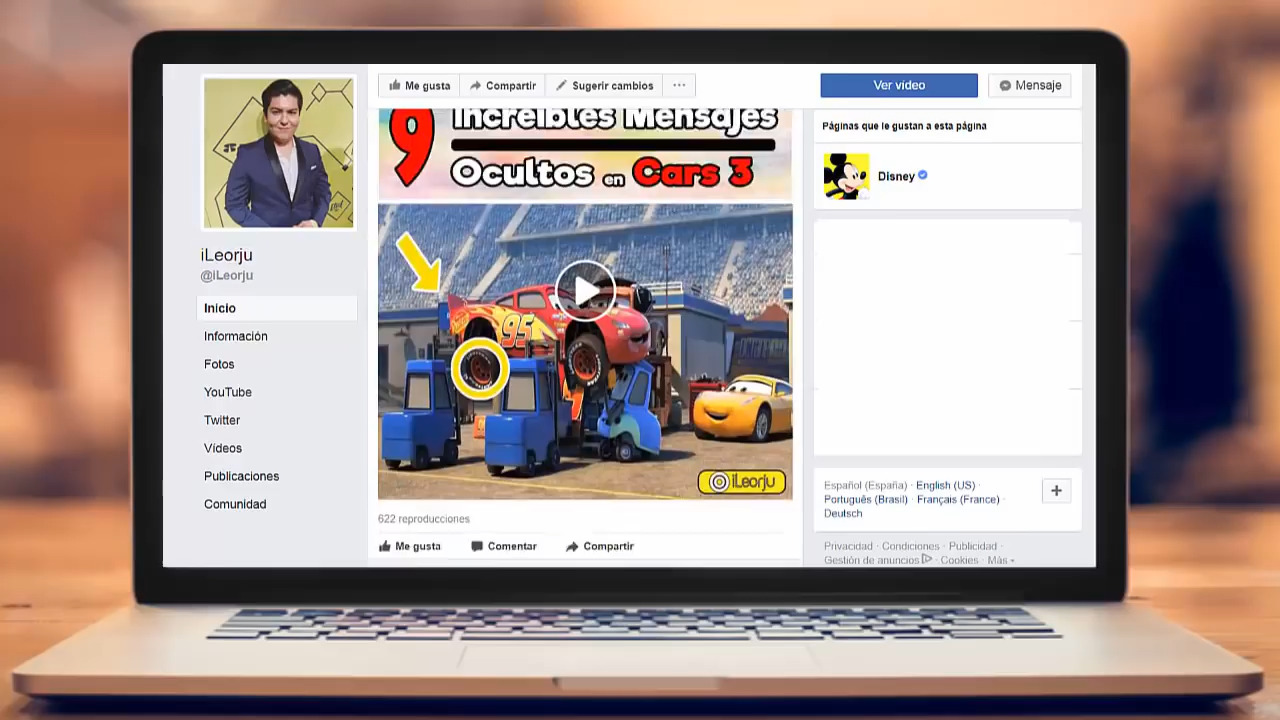 Me gusta
Compartir
Sugerir cambios
Ver vídeo
Mensaje
iLeorju
@iLeorju
Inicio
Información
Fotos
YouTube
Twitter
Vídeos
Publicaciones
Comunidad
9
Increíbles Mensajes
Ocultos en Cars 3
95
iLeorju
622 reproducciones
Me gusta
Comentar
Compartir
Páginas que le gustan a esta página
Disney
Español (España) · English (US) ·
Português (Brasil) · Français (France) ·
Deutsch
Privacidad · Condiciones · Publicidad ·
Gestión de anuncios · Cookies · Más